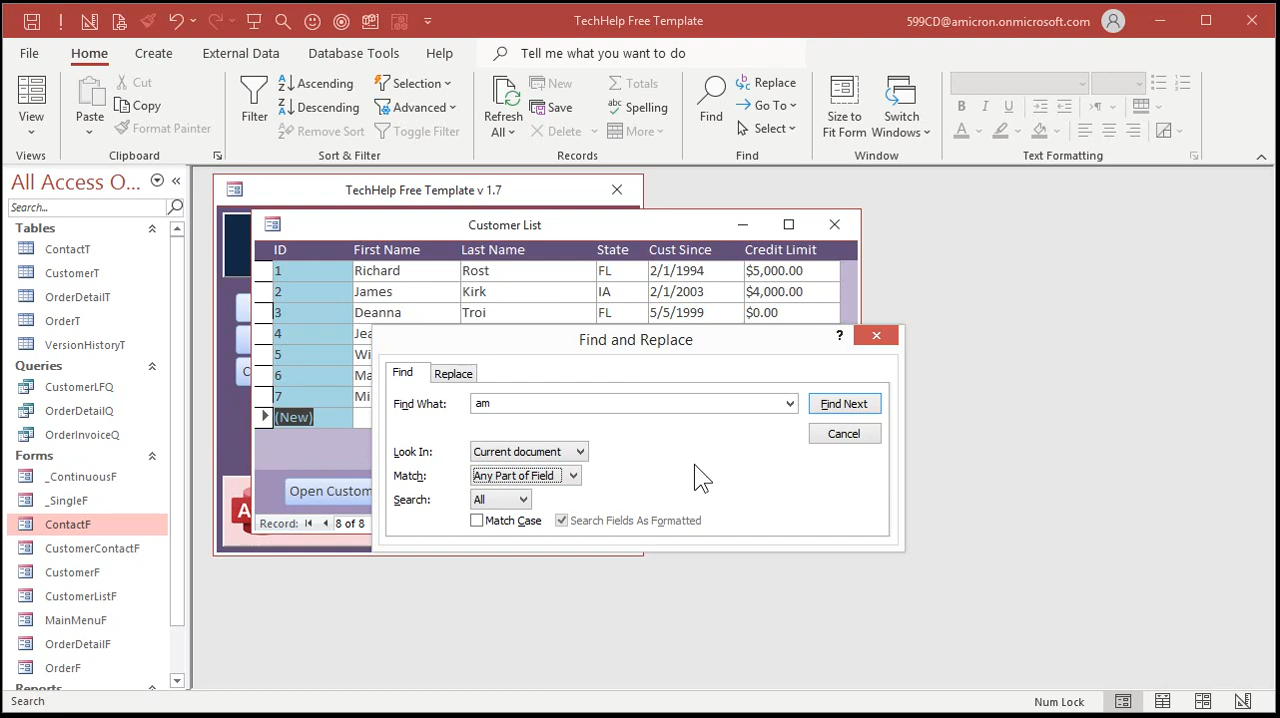 TechHelp Free Template
599CD@amicron.onmicrosoft.com
File Home Create External Data Database Tools Help Tell me what you want to do
View
Views
Paste
Cut
Copy
Format Painter
Clipboard
Filter
Ascending
Descending
Remove Sort
Selection
Advanced
Toggle Filter
Sort & Filter
Refresh
All
New
Save
Delete
Totals
Spelling
More
Records
Find
Replace
Go To
Select
Find
Size to
Fit Form
Switch
Windows
Window
B I U
A
Text Formatting
All Access O...
Search...
Tables
ContactT
CustomerT
OrderDetailT
OrderT
VersionHistoryT
Queries
CustomerLFQ
OrderDetailQ
OrderInvoiceQ
Forms
_ContinuousF
_SingleF
ContactF
CustomerContactF
CustomerF
CustomerListF
MainMenuF
OrderDetailF
OrderF
Reports
TechHelp Free Template v 1.7
Customer List
ID First Name Last Name State Cust Since Credit Limit
1 Richard Rost FL 2/1/1994 $5,000.00
2 James Kirk IA 2/1/2003 $4,000.00
3 Deanna Troi FL 5/5/1999 $0.00
4 Jea
5 Wi
6 Ma
7 Mi
(New)
C
A
Open Custom
Record: 8 of 8
Find and Replace
?
Find Replace
Find What: am Find Next
Cancel
Look In: Current document
Match: Any Part of Field
Search: All
Match Case Search Fields As Formatted
Search
Num Lock